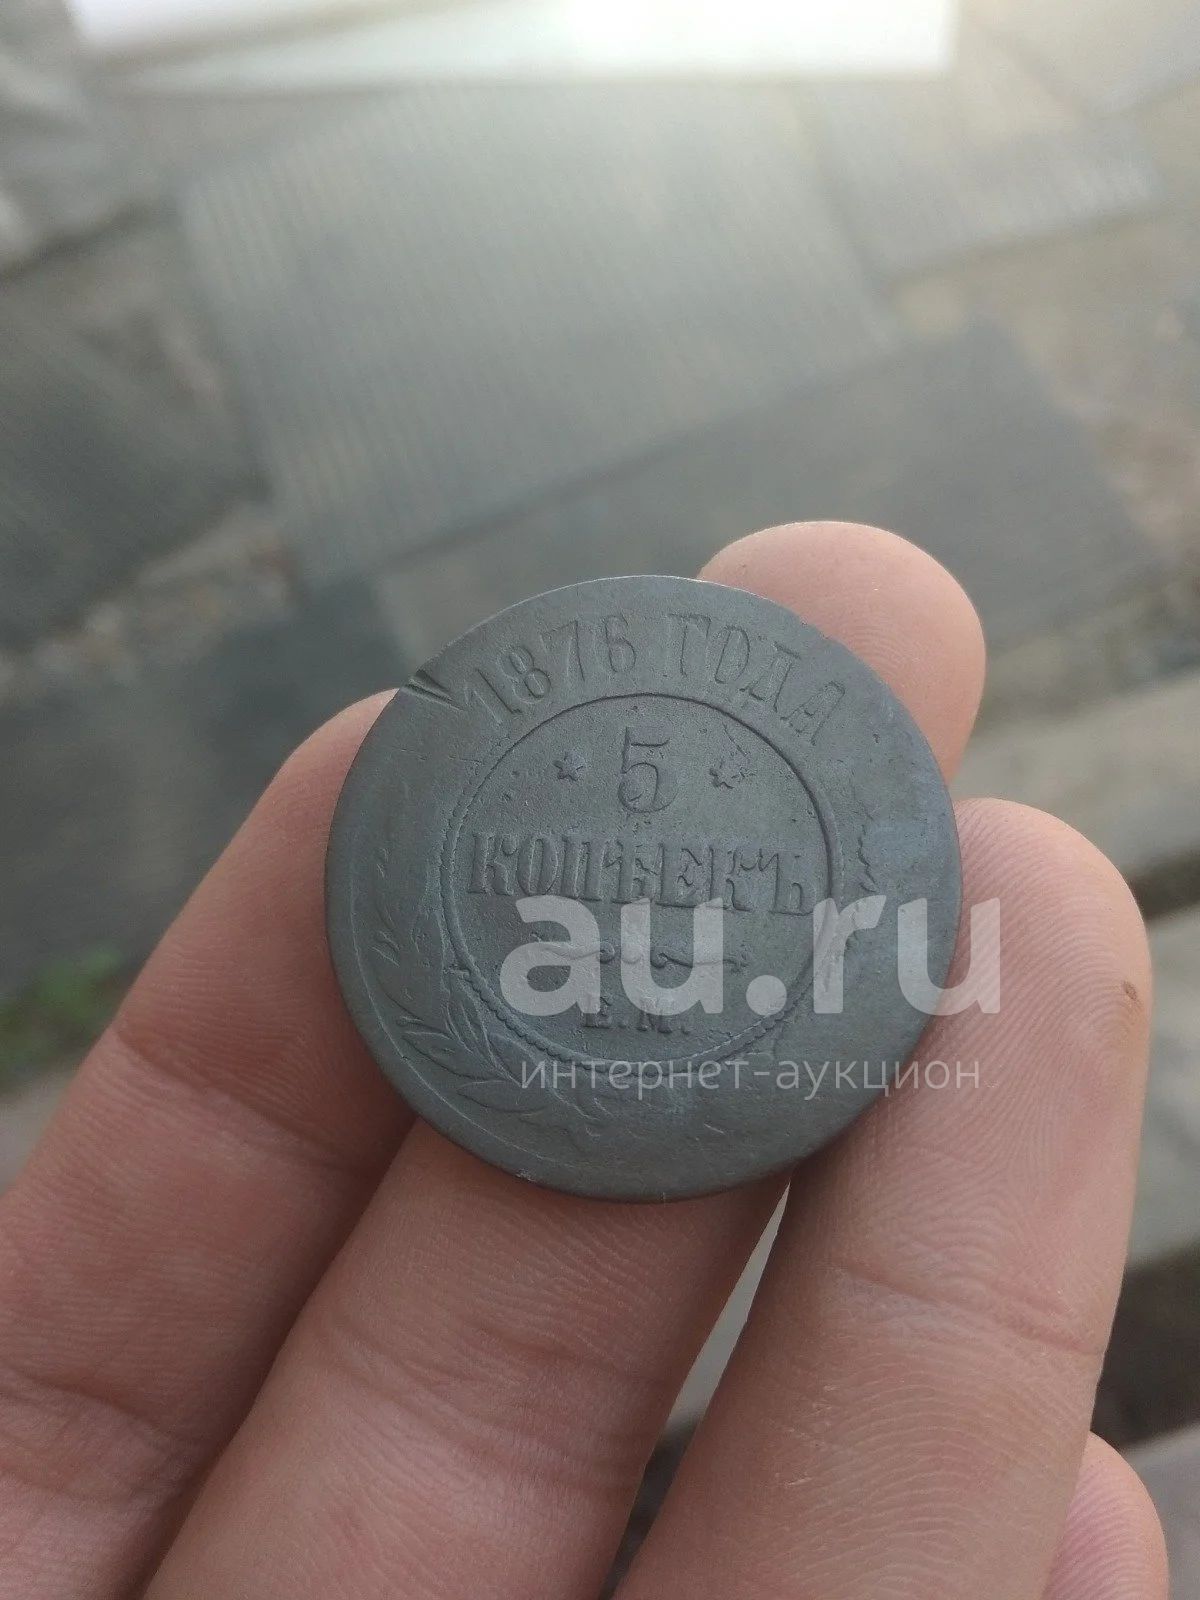 1876 ГОДА
5
КОПѢЕКЪ
Е.М.
au.ru
интернет-аукцион